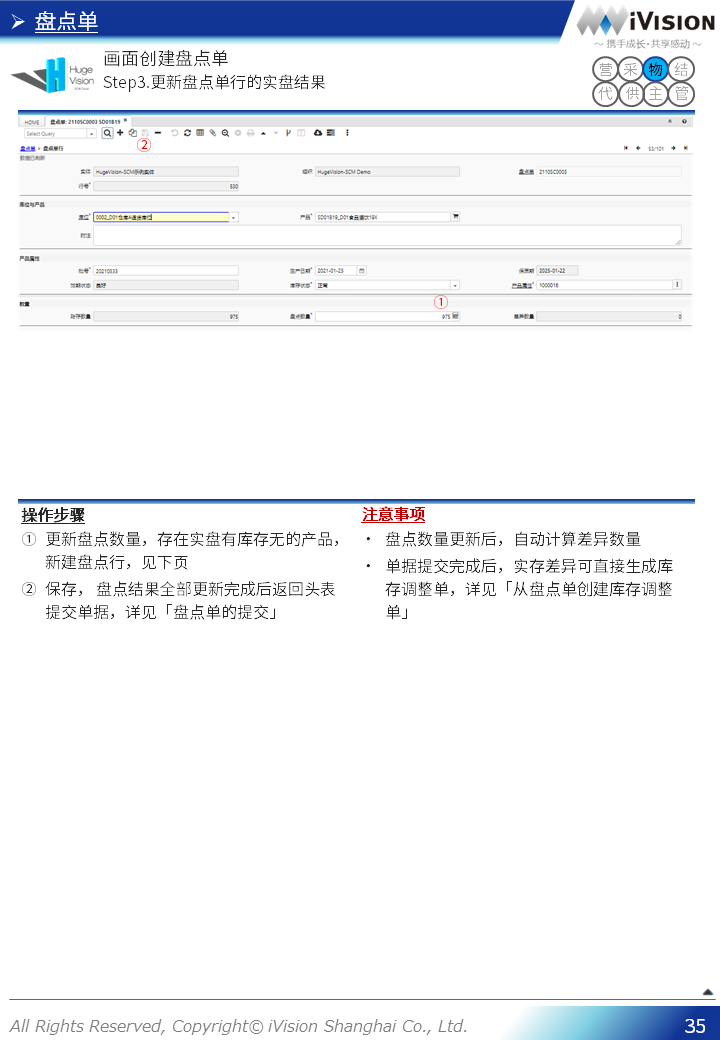 盘点单
iVISION
～ 携手成长·共享感动 ～
Huge
Vision
画面创建盘点单
Step3.更新盘点单行的实盘结果
营 采 物 结
代 供 主 管
HOME 盘点单: 2110SC0003 SD01B19
Select Query
②
盘点单 > 盘点单行 53/101
数据已刷新
实体 HugeVision-SCM系统实体 组织 HugeVision-SCM Demo 盘点单 2110SC0003
行号* 530
库位与产品
库位* 0002_D01仓库A连接库位 产品* SD01B19_D01食品酒饮19X
附注
产品属性
批号* 20210333 生产日期* 2021-01-23 保质期 2025-01-22
效期状态 良好 库存状态* 正常 产品属性* 1000016
①
数量
账存数量 975 盘点数量* 975 差异数量 0
操作步骤
① 更新盘点数量，存在实盘有库存无的产品，
新建盘点行，见下页
② 保存， 盘点结果全部更新完成后返回头表
提交单据，详见「盘点单的提交」
注意事项
• 盘点数量更新后，自动计算差异数量
• 单据提交完成后，实存差异可直接生成库
存调整单，详见「从盘点单创建库存调整
单」
All Rights Reserved, Copyright© iVision Shanghai Co., Ltd.
35